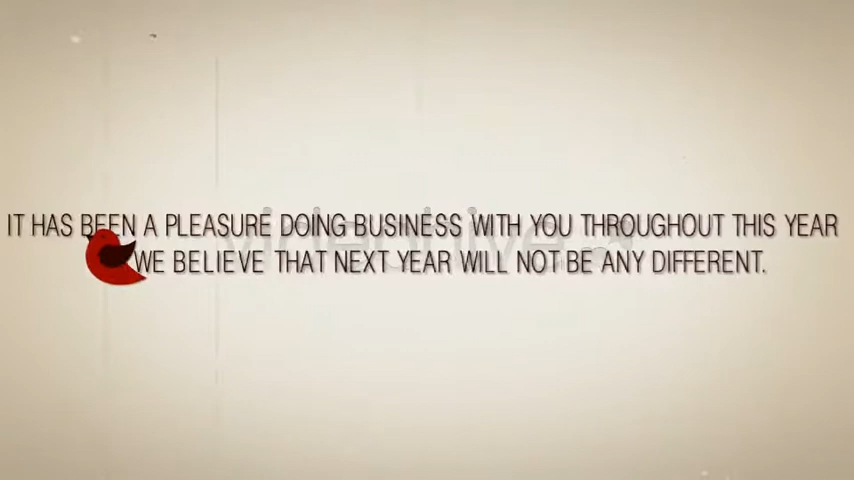 IT HAS BEEN A PLEASURE DOING BUSINESS WITH YOU THROUGHOUT THIS YEAR
WE BELIEVE THAT NEXT YEAR WILL NOT BE ANY DIFFERENT.
videohive